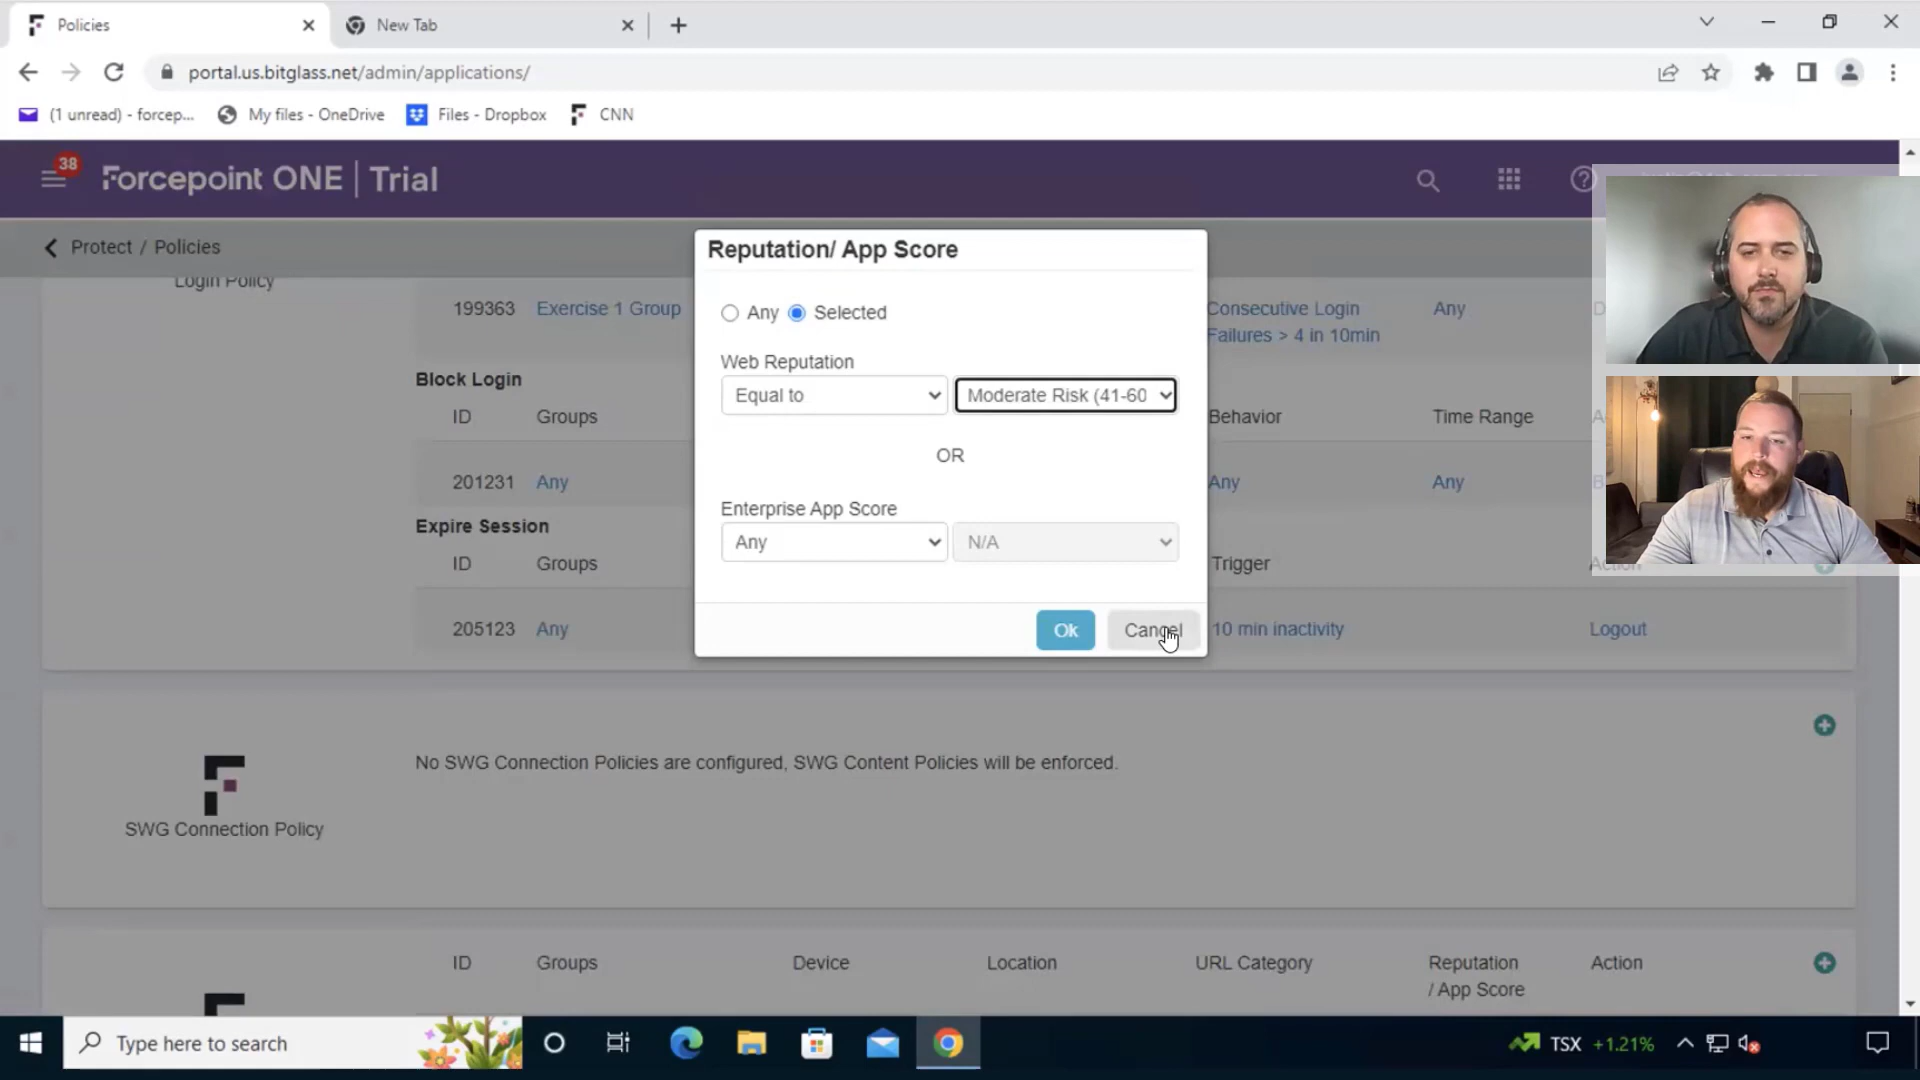 Policies
New Tab
portal.us.bitglass.net/admin/applications/
(1 unread) - forcep...
My files - OneDrive
Files - Dropbox
CNN
38
Forcepoint ONE | Trial
Protect / Policies
Login Policy
199363 Exercise 1 Group
Consecutive Login
Failures > 4 in 10min
Any
Block Login
ID Groups
Behavior Time Range
201231 Any
Any Any
Expire Session
ID Groups
Trigger Action
205123 Any
10 min inactivity Logout
Reputation/ App Score
Any Selected
Web Reputation
Equal to Moderate Risk (41-60
OR
Enterprise App Score
Any N/A
Ok Cancel
No SWG Connection Policies are configured, SWG Content Policies will be enforced.
SWG Connection Policy
ID Groups Device Location URL Category Reputation
/ App Score
Action
Type here to search
TSX +1.21%